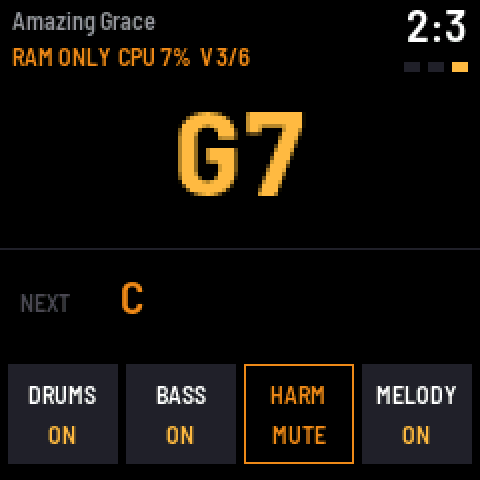 Amazing Grace
2:3
RAM ONLY CPU 7% V 3/6
G7
NEXT C
DRUMS BASS HARM MELODY
ON ON MUTE ON